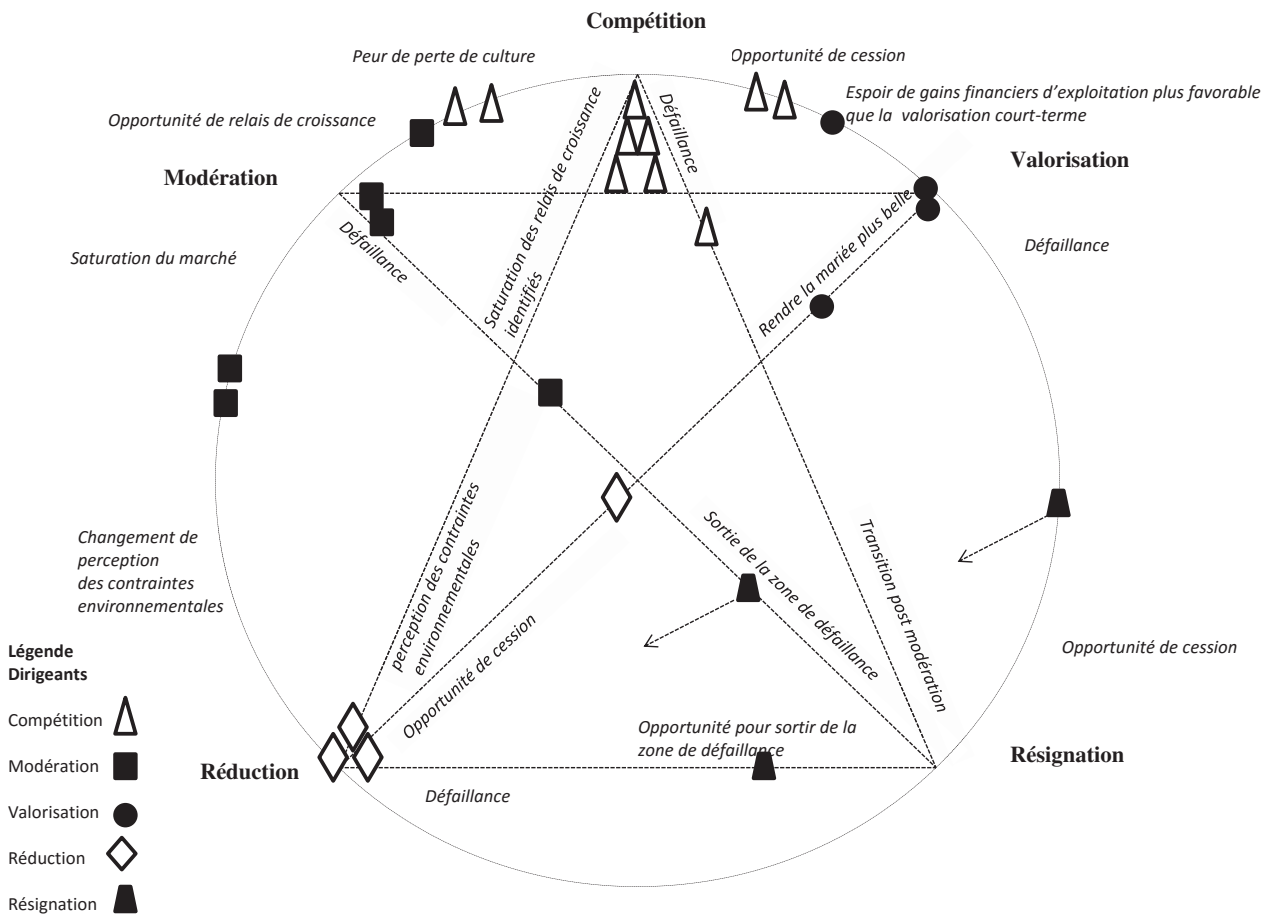 Compétition
Peur de perte de culture
Opportunité de cession
Espoir de gains financiers d'exploitation plus favorable
que la valorisation court-terme
Opportunité de relais de croissance
Valorisation
Modération
Défaillance
Saturation des relais de croissance
identifiés
Défaillance
Rendre la mariée plus belle
Défaillance
Saturation du marché
perception des contraintes
environnementales
Sortie de la zone de défaillance
Transition post modération
Changement de
perception
des contraintes
environnementales
Opportunité de cession
Opportunité de cession
Opportunité pour sortir de la
zone de défaillance
Résignation
Réduction
Défaillance
Légende
Dirigeants
Compétition
Modération
Valorisation
Réduction
Résignation